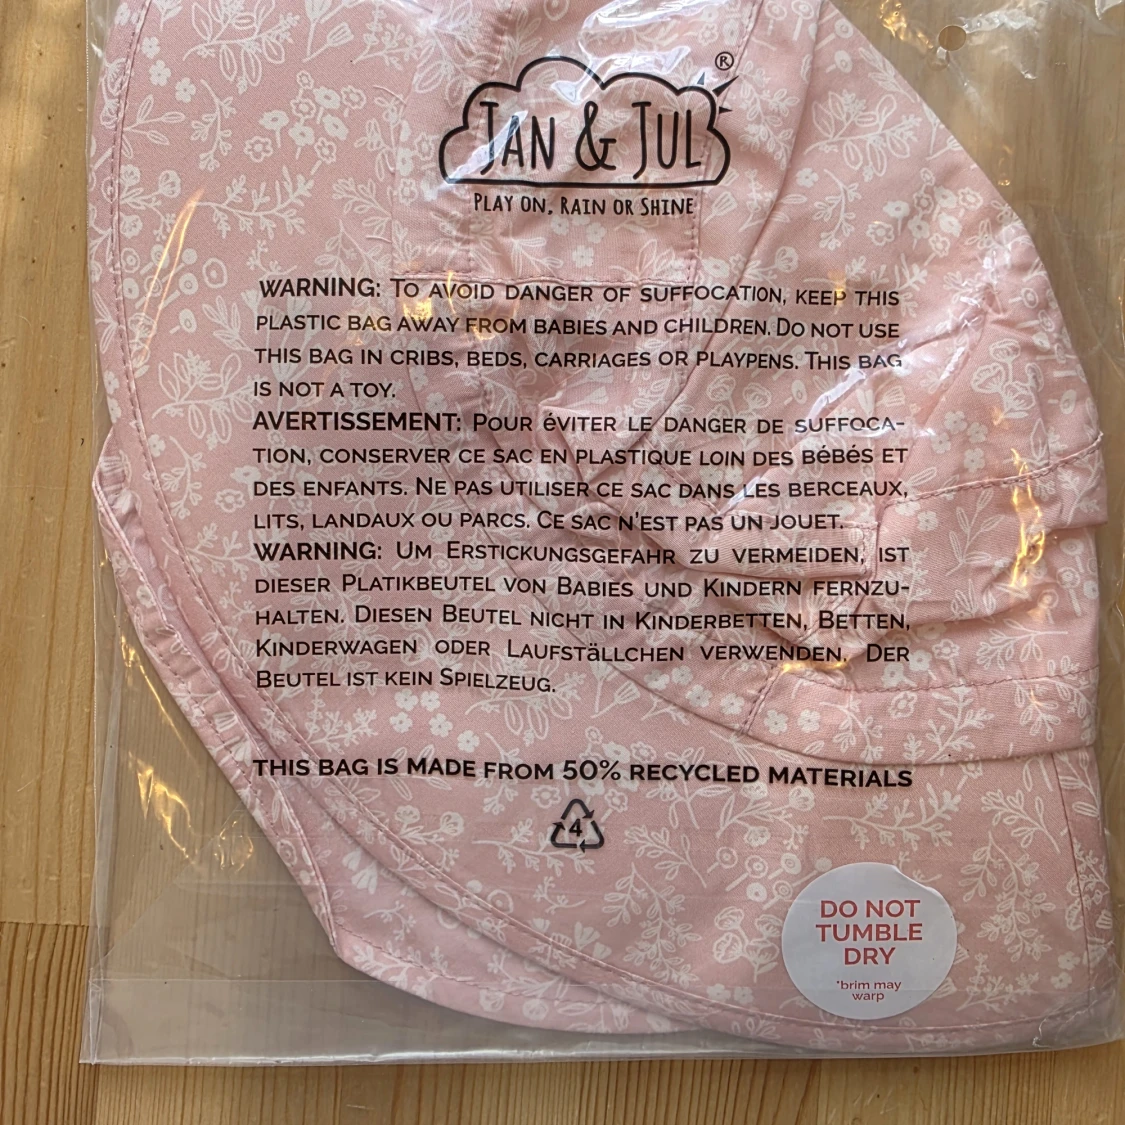 JAN & JUL®
PLAY ON, RAIN OR SHINE
WARNING: TO AVOID DANGER OF SUFFOCATION, KEEP THIS
PLASTIC BAG AWAY FROM BABIES AND CHILDREN. DO NOT USE
THIS BAG IN CRIBS, BEDS, CARRIAGES OR PLAYPENS. THIS BAG
IS NOT A TOY.
AVERTISSEMENT: POUR éVITER LE DANGER DE SUFFOCA-
TION, CONSERVER CE SAC EN PLASTIQUE LOIN DES BéBéS ET
DES ENFANTS. NE PAS UTILISER CE SAC DANS LES BERCEAUX,
LITS, LANDAUX OU PARCS. CE SAC N'EST PAS UN JOUET.
WARNING: UM ERSTICKUNGSGEFAHR ZU VERMEIDEN, IST
DIESER PLATIKBEUTEL VON BABIES UND KINDERN FERNZU-
HALTEN. DIESEN BEUTEL NICHT IN KINDERBETTEN, BETTEN,
KINDERWAGEN ODER LAUFSTäLLCHEN VERWENDEN. DER
BEUTEL IST KEIN SPIELZEUG.
THIS BAG IS MADE FROM 50% RECYCLED MATERIALS
4
DO NOT
TUMBLE
DRY
*brim may
warp